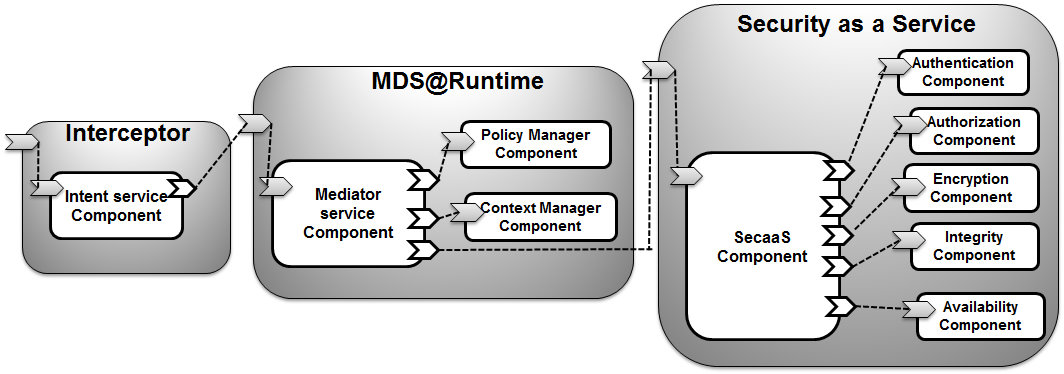 Interceptor
Intent service
Component
MDS@Runtime
Mediator
service
Component
Policy Manager
Component
Context Manager
Component
Security as a Service
SecaaS
Component
Authentication
Component
Authorization
Component
Encryption
Component
Integrity
Component
Availability
Component